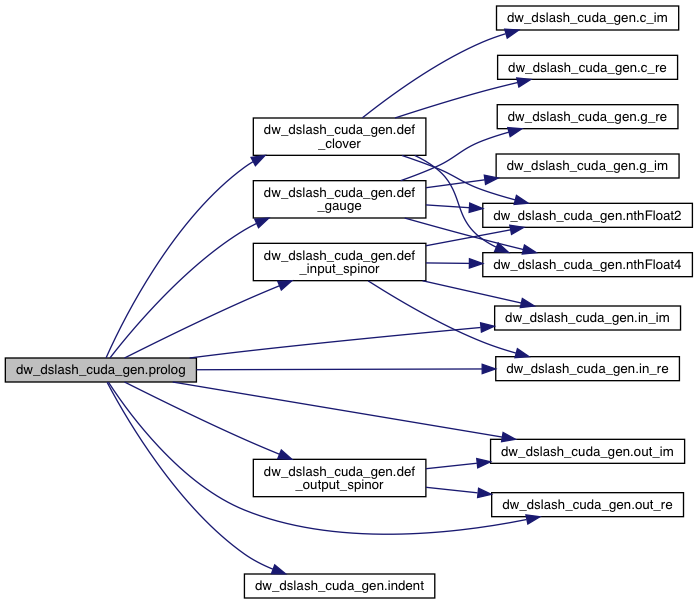 dw_dslash_cuda_gen.c_im
dw_dslash_cuda_gen.c_re
dw_dslash_cuda_gen.g_re
dw_dslash_cuda_gen.def
_clover
dw_dslash_cuda_gen.g_im
dw_dslash_cuda_gen.def
_gauge
dw_dslash_cuda_gen.nthFloat2
dw_dslash_cuda_gen.def
_input_spinor
dw_dslash_cuda_gen.nthFloat4
dw_dslash_cuda_gen.in_im
dw_dslash_cuda_gen.prolog
dw_dslash_cuda_gen.in_re
dw_dslash_cuda_gen.out_im
dw_dslash_cuda_gen.def
_output_spinor
dw_dslash_cuda_gen.out_re
dw_dslash_cuda_gen.indent